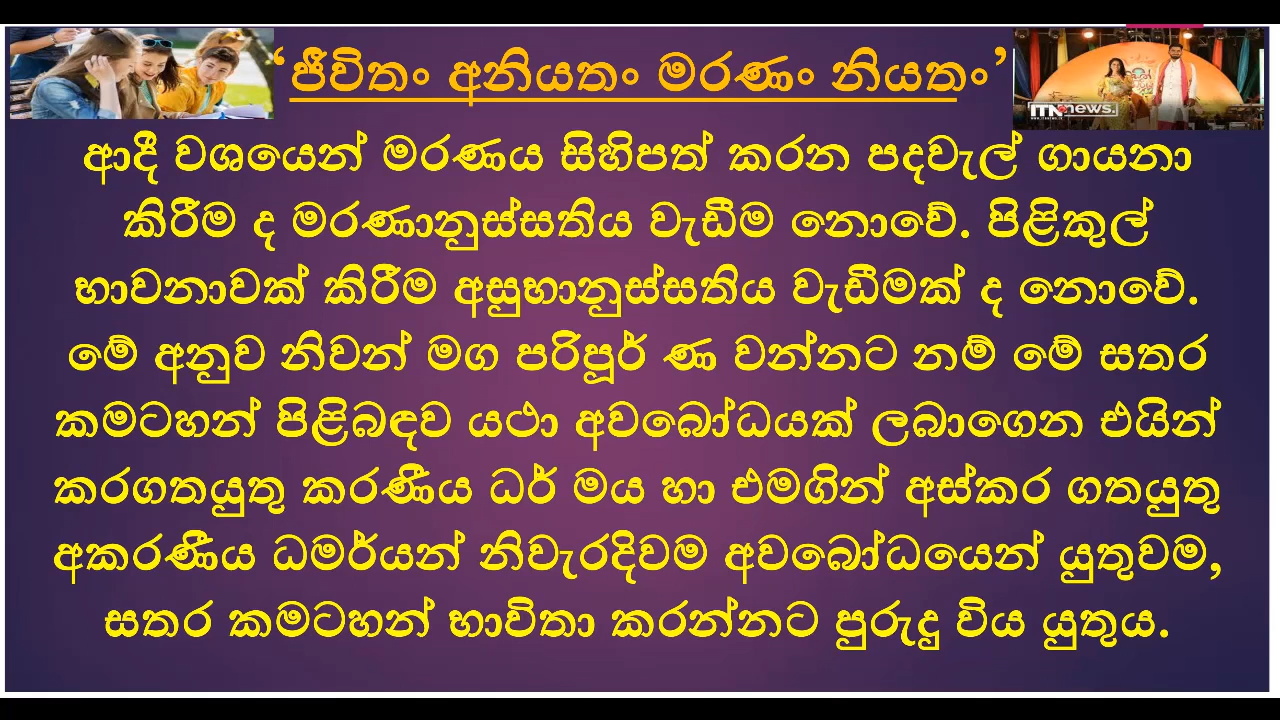 ‘ජීවිතං අනියතං මරණං නියතං’
ආදී වශයෙන් මරණය සිහිපත් කරන පදවැල් ගායනා
කිරීම ද මරණානුස්සතිය වැඩීම නොවේ. පිළිකුල්
භාවනාවක් කිරීම අසුභානුස්සතිය වැඩීමක් ද නොවේ.
මේ අනුව නිවන් මග පරිපූර් ණ වන්නට නම් මේ සතර
කමටහන් පිළිබඳව යථා අවබෝධයක් ලබාගෙන එයින්
කරගතයුතු කරණීය ධර් මය හා එමගින් අස්කර ගතයුතු
අකරණීය ධමර්යන් නිවැරදිවම අවබෝධයෙන් යුතුවම,
සතර කමටහන් භාවිතා කරන්නට පුරුදු විය යුතුය.
ITN news.